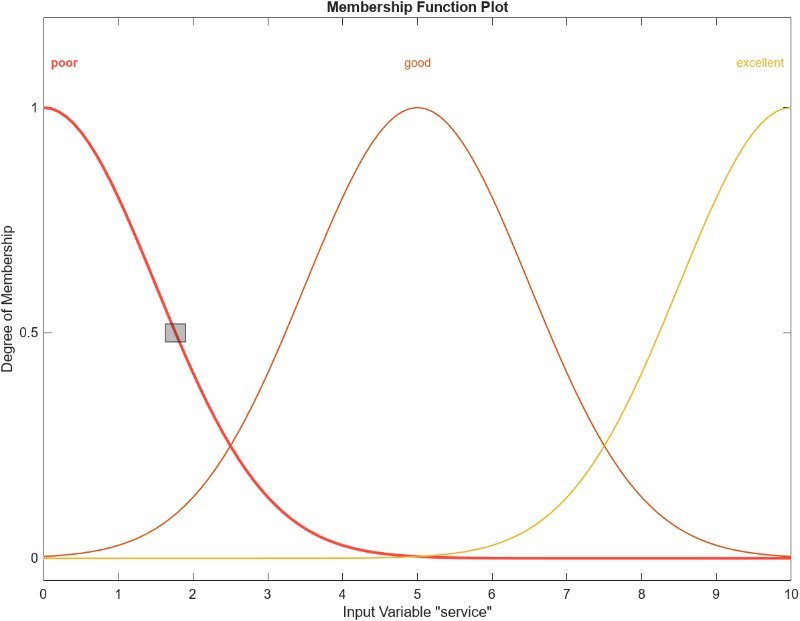 Membership Function Plot
poor good excellent
1
0.5
0
Degree of Membership
0 1 2 3 4 5 6 7 8 9 10
Input Variable "service"